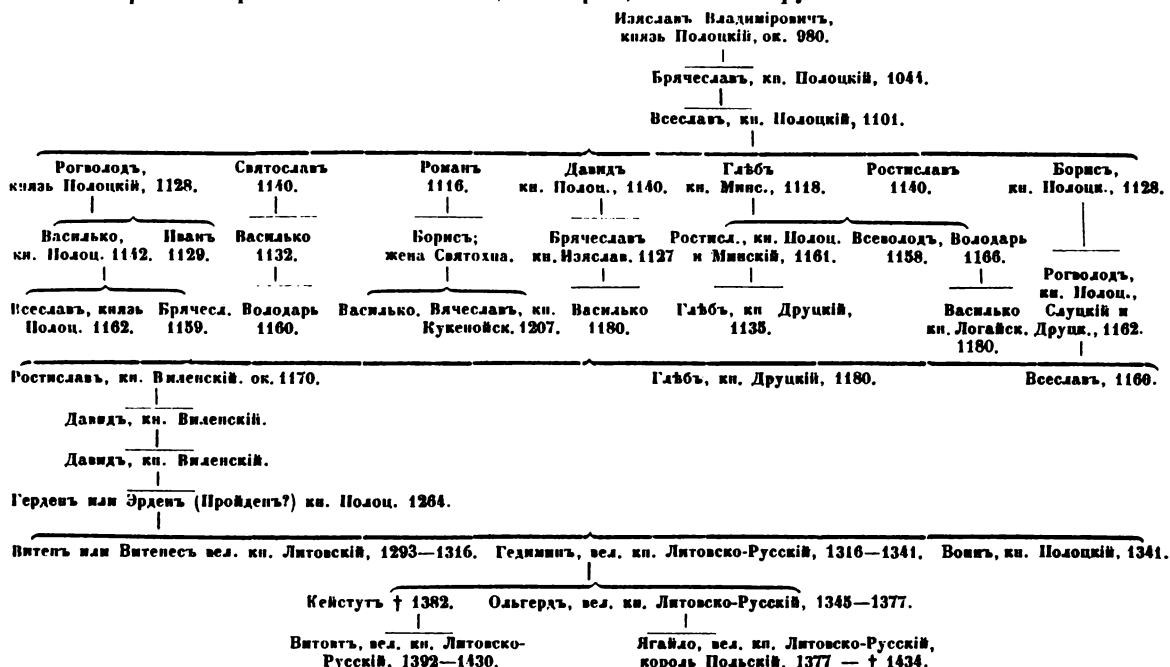 Изяславъ Владиміровичъ,
князь Полоцкій, ок. 980.
Брячеславъ, кн. Полоцкій, 1044.
Всеславъ, кн. Полоцкій, 1101.
Рогволодъ, Святославъ Романъ Давидъ Глѣбъ Ростиславъ Борисъ,
князь Полоцкій, 1128. 1140. 1116. кн. Полоц., 1140. кн. Минс., 1118. 1140. кн. Полоцк., 1128.
Василько, Иванъ Василько Борисъ; Брячеславъ Ростисл., кн. Полоц. Всеволодъ, Володарь
кн. Полоц. 1142. 1129. 1132 жена Святохна. кн. Изяслав. 1127 и Минскій, 1161. 1158. 1166.
Рогволодъ,
кн. Полоц.,
Всеславъ, князь Брячесл. Володарь Василько, Вячеславъ, кн. Василько Глѣбъ, кн Друцкій, Василько Слуцкій и
Полоц. 1162. 1159. 1160. Кукенойск. 1207. 1180. 1135. кн. Логайск. Друцк., 1162.
1180.
Ростиславъ, кн. Виленскій. ок. 1170. Глѣбъ, кн. Друцкій, 1180. Всеславъ, 1166.
Давидъ, кн. Виленскій.
Давидъ, кн. Виленскій.
Герденъ или Эрденъ (Пройденъ?) кн. Полоц. 1264.
Витенъ или Витенесъ вел. кн. Литовскій, 1293—1316. Гедиминъ, вел. кн. Литовско-Русскій, 1316—1341. Воинъ, кн. Полоцкій, 1341.
Кейстутъ † 1382. Ольгердъ, вел. кн. Литовско-Русскій, 1345—1377.
Витовтъ, вел. кн. Литовско- Ягайло, вел. кн. Литовско-Русскій,
Русскій, 1392—1430. король Польскій, 1377 — † 1434.